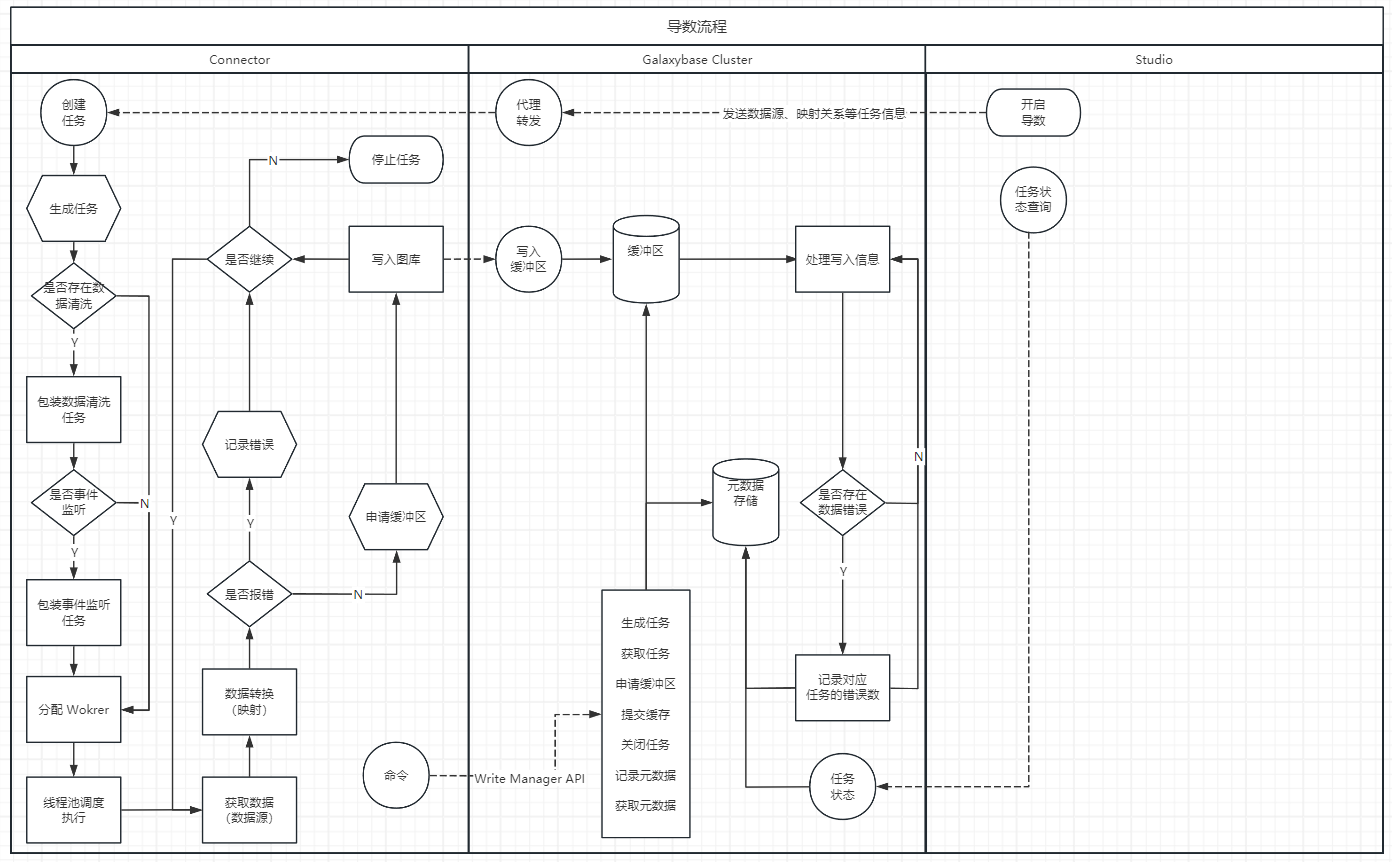 导数流程
Connector
Galaxybase Cluster
Studio
创建
任务
代理
转发
发送数据源、映射关系等任务信息
开启
导数
N
停止任务
生成任务
任务状
态查询
是否继续
写入图库
写入
缓冲区
缓冲区
处理写入信息
是否存在数
据清洗
Y
包装数据清洗
任务
记录错误
N
是否事件
监听
N
Y
Y
申请缓冲区
元数据
存储
是否存在
数据错误
Y
Y
包装事件监听
任务
是否报错
N
生成任务
获取任务
申请缓冲区
提交缓存
关闭任务
记录元数据
获取元数据
分配 Wokrer
数据转换
（映射）
记录对应
任务的错误数
命令
Write Manager API
任务
状态
线程池调度
执行
获取数据
（数据源）